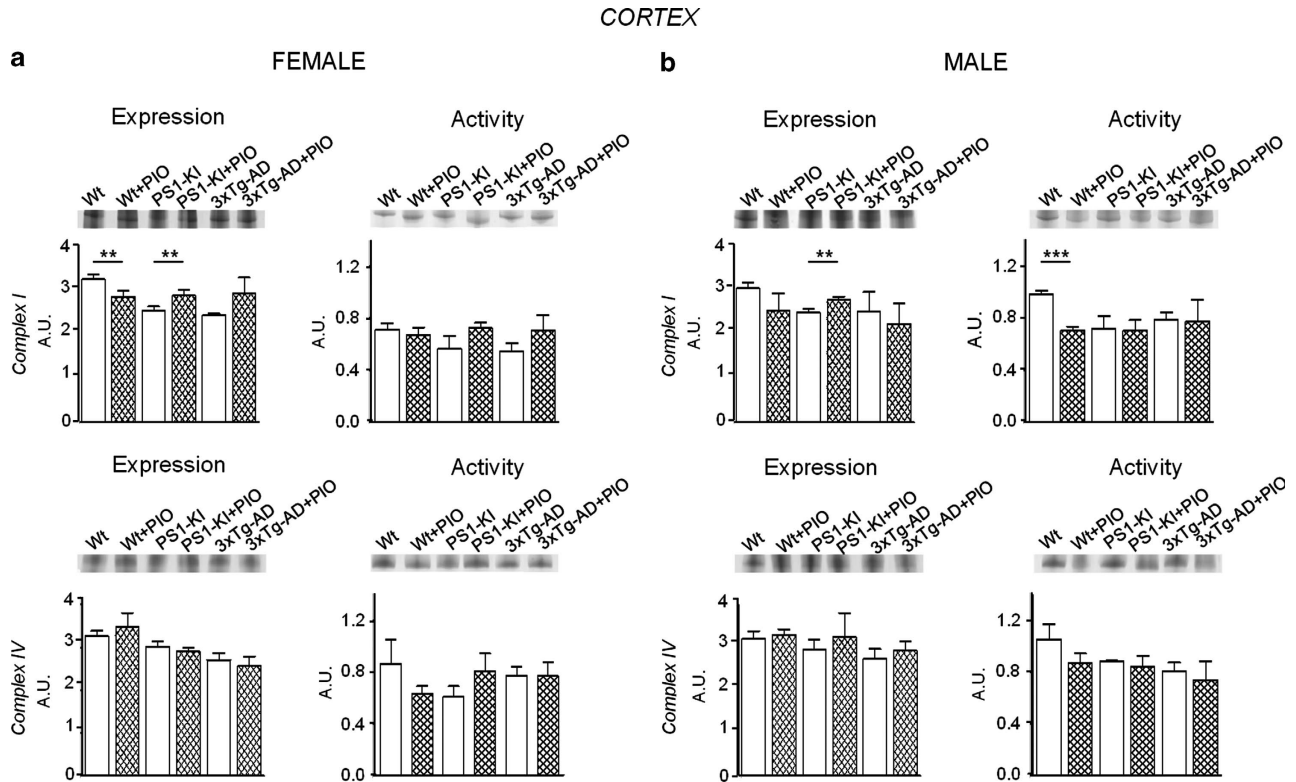 CORTEX
a
FEMALE
b
MALE
Expression
Activity
Expression
Activity
Wt
Wt+PIO
PS1-KI
PS1-KI+PIO
3xTg-AD
3xTg-AD+PIO
Wt
Wt+PIO
PS1-KI
PS1-KI+PIO
3xTg-AD
3xTg-AD+PIO
Wt
Wt+PIO
PS1-KI
PS1-KI+PIO
3xTg-AD
3xTg-AD+PIO
Wt
Wt+PIO
PS1-KI
PS1-KI+PIO
3xTg-AD
3xTg-AD+PIO
Complex I
A.U.
4
3
2
1
0
** **
A.U.
1.2
0.8
0.4
0.0
Complex I
A.U.
4
3
2
1
0
**
A.U.
1.2
0.8
0.4
0.0
***
Expression
Activity
Expression
Activity
Wt
Wt+PIO
PS1-KI
PS1-KI+PIO
3xTg-AD
3xTg-AD+PIO
Wt
Wt+PIO
PS1-KI
PS1-KI+PIO
3xTg-AD
3xTg-AD+PIO
Wt
Wt+PIO
PS1-KI
PS1-KI+PIO
3xTg-AD
3xTg-AD+PIO
Wt
Wt+PIO
PS1-KI
PS1-KI+PIO
3xTg-AD
3xTg-AD+PIO
Complex IV
A.U.
4
3
2
1
0
A.U.
1.2
0.8
0.4
0.0
Complex IV
A.U.
4
3
2
1
0
A.U.
1.2
0.8
0.4
0.0